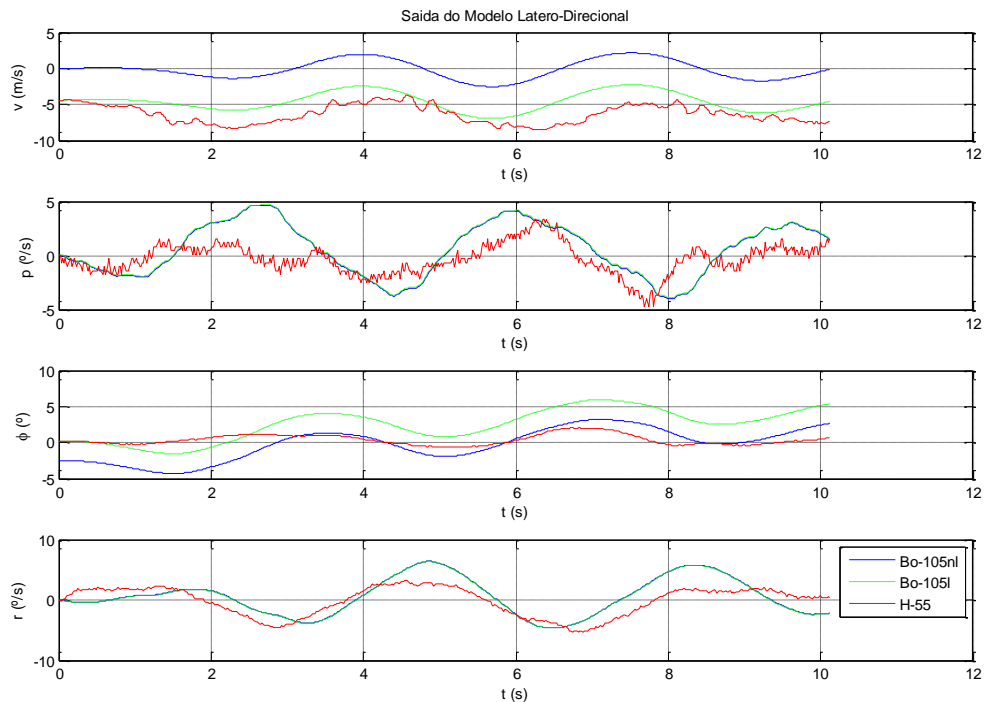 Saida do Modelo Latero-Direcional
5
0
-5
-10
v (m/s)
0 2 4 6 8 10 12
t (s)
5
0
-5
p (º/s)
0 2 4 6 8 10 12
t (s)
10
5
0
-5
ϕ (º)
0 2 4 6 8 10 12
t (s)
10
0
-10
r (º/s)
Bo-105nl
Bo-105l
H-55
0 2 4 6 8 10 12
t (s)